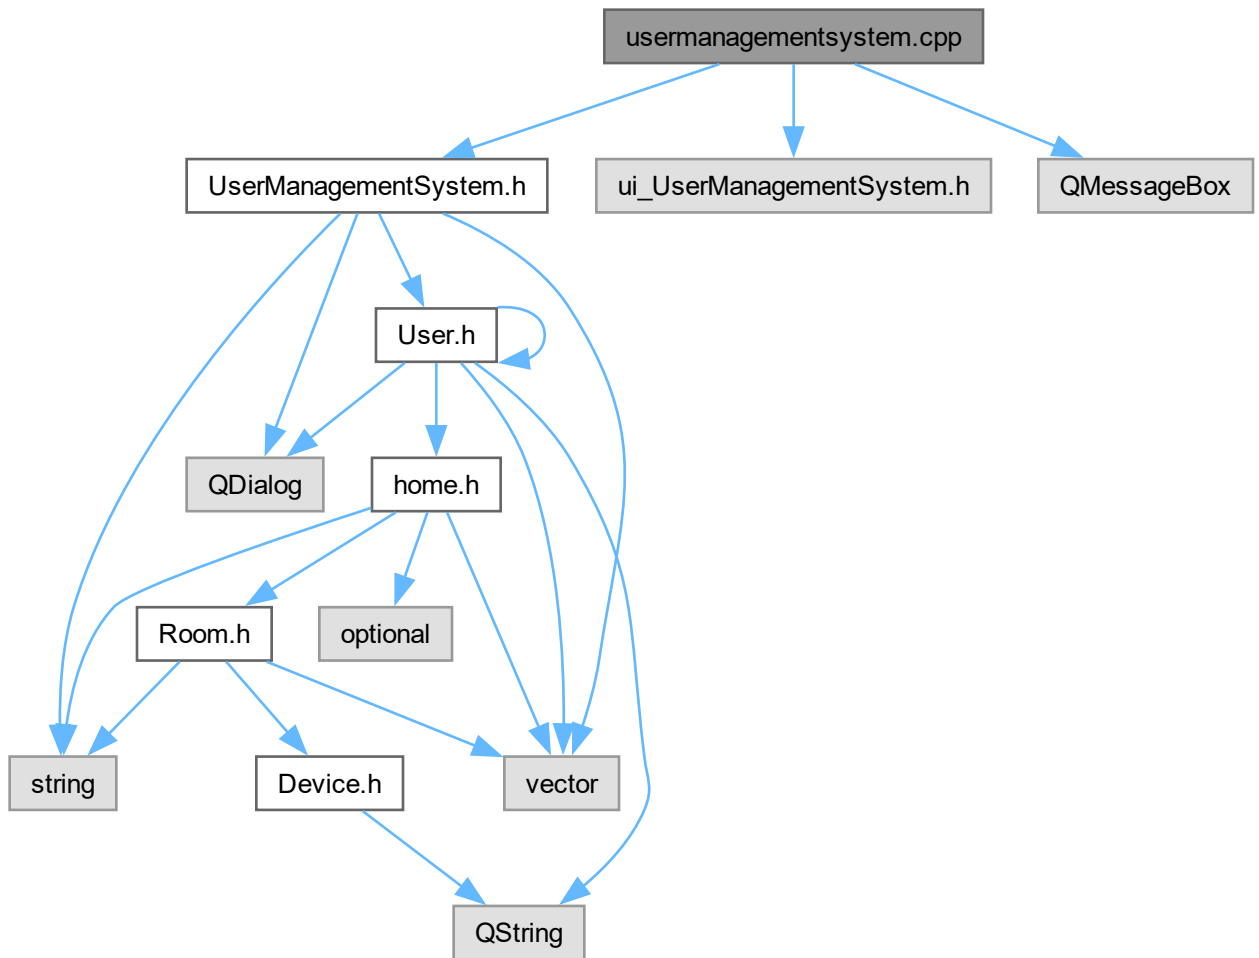 usermanagementsystem.cpp
UserManagementSystem.h
ui_UserManagementSystem.h
QMessageBox
User.h
QDialog
home.h
Room.h
optional
string
Device.h
vector
QString